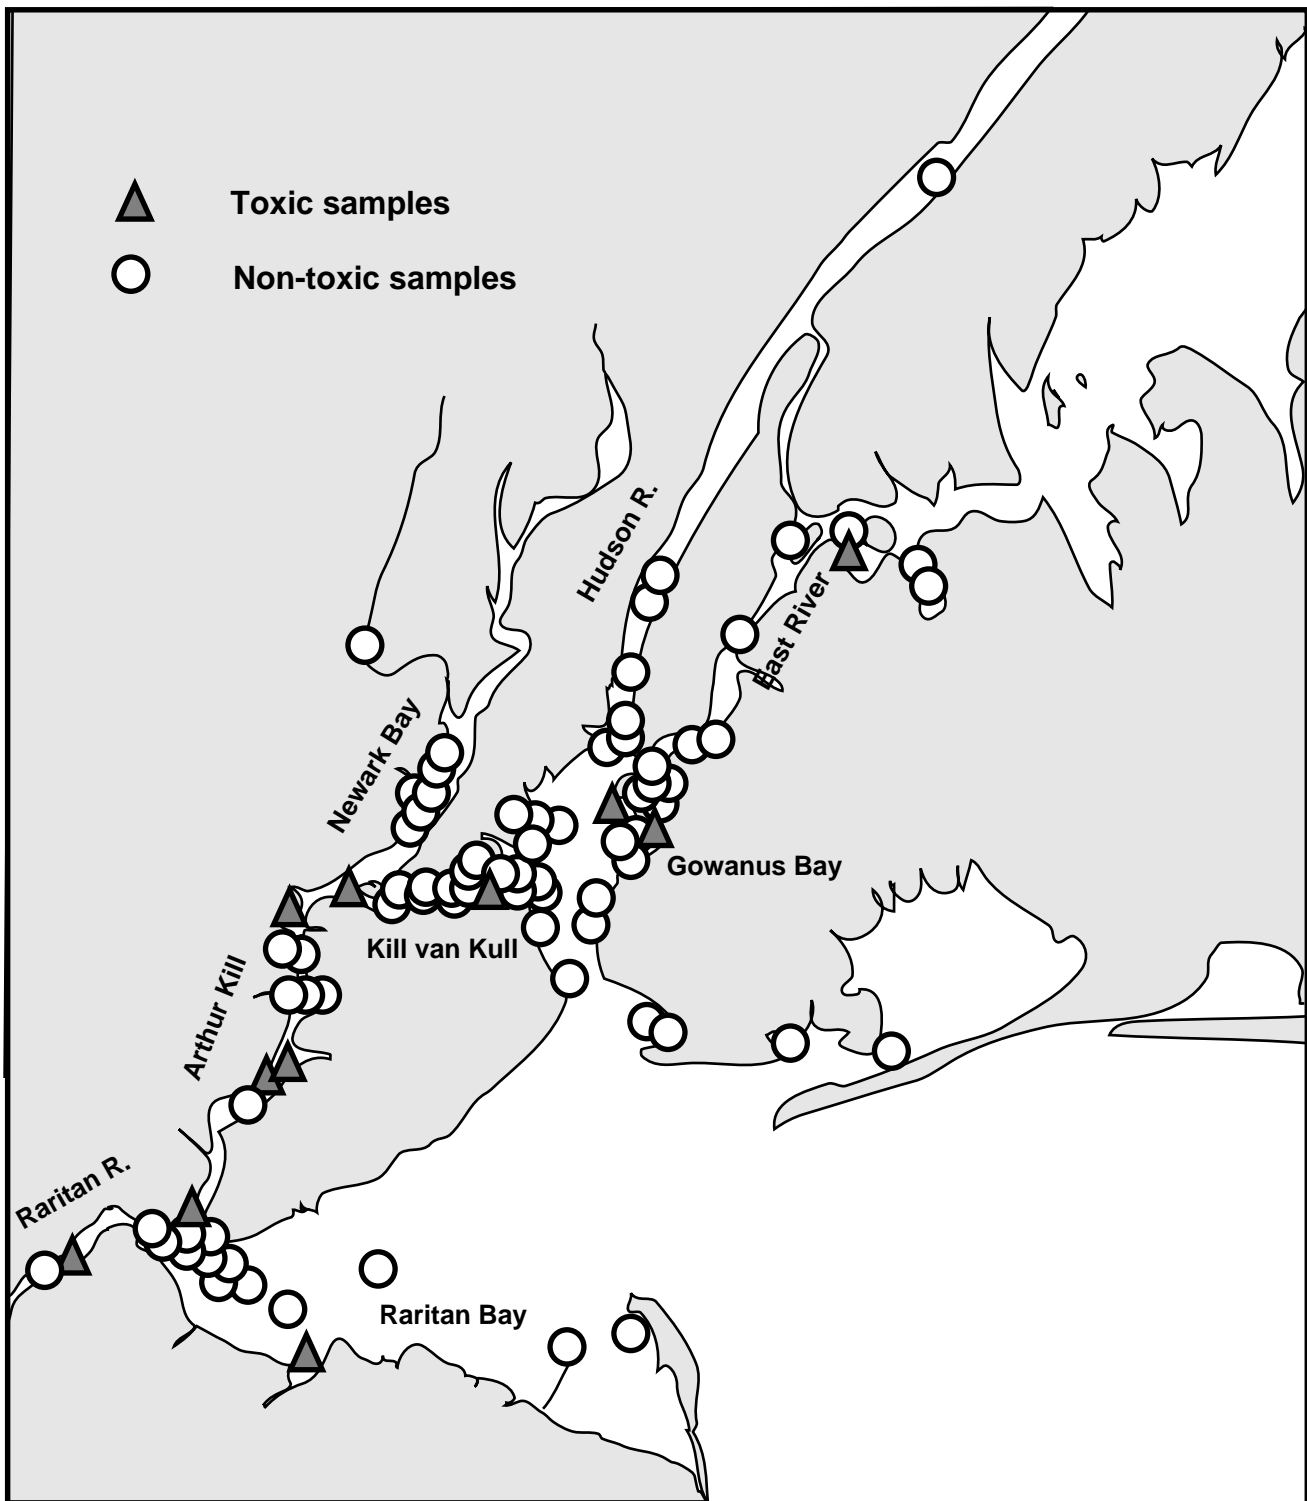 Toxic samples
Non-toxic samples
Hudson R.
East River
Newark Bay
Gowanus Bay
Kill van Kull
Arthur Kill
Raritan R.
Raritan Bay